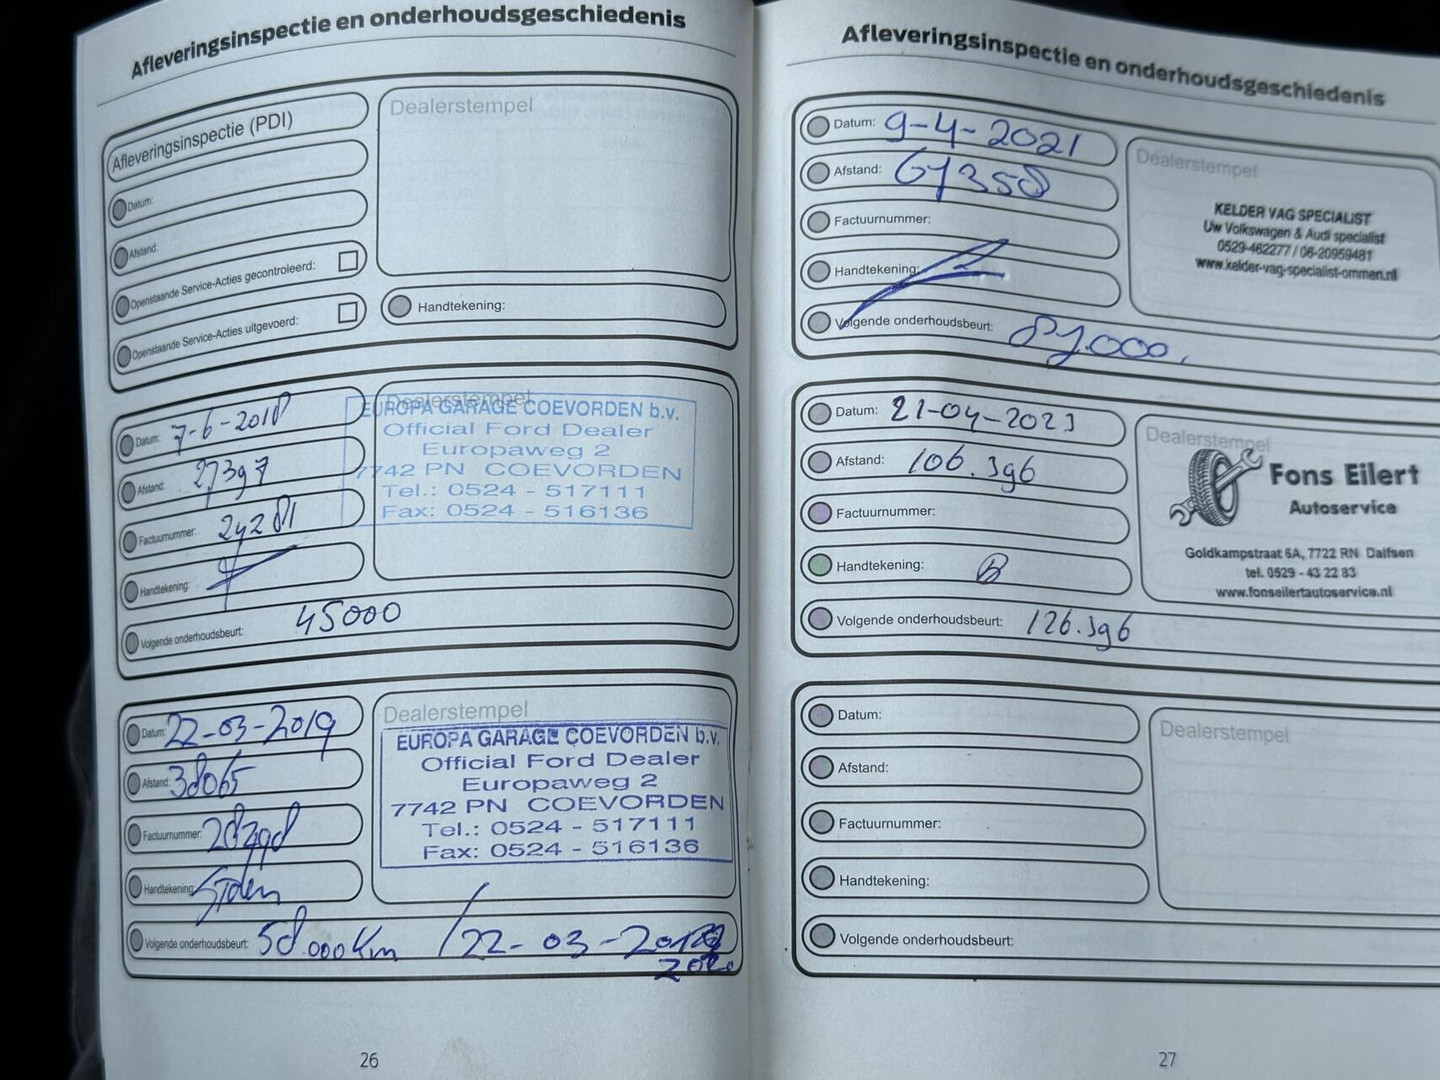 Afleveringsinspectie en onderhoudsgeschiedenis
Afleveringsinspectie (PDI)
Datum:
Afstand:
Openstaande Service-Acties gecontroleerd:
Openstaande Service-Acties uitgevoerd:
Dealerstempel
Handtekening:
Datum: 7-6-2018
Afstand: 27397
Factuurnummer: 24281
Handtekening:
Volgende onderhoudsbeurt: 45000
Dealerstempel
EUROPA GARAGE COEVORDEN b.v.
Official Ford Dealer
Europaweg 2
7742 PN COEVORDEN
Tel.: 0524 - 517111
Fax: 0524 - 516136
Datum: 22-03-2019
Afstand: 38065
Factuurnummer:
Handtekening:
Volgende onderhoudsbeurt: 58.000 Km / 22-03-
2020
Dealerstempel
EUROPA GARAGE COEVORDEN b.v.
Official Ford Dealer
Europaweg 2
7742 PN COEVORDEN
Tel.: 0524 - 517111
Fax: 0524 - 516136
26
Afleveringsinspectie en onderhoudsgeschiedenis
Datum: 9-4-2021
Afstand: 67358
Factuurnummer:
Handtekening:
Volgende onderhoudsbeurt: 87.000.
Dealerstempel
KELDER VAG SPECIALIST
Uw Volkswagen & Audi specialist
0529-462277 / 06-20959481
www.kelder-vag-specialist-ommen.nl
Datum: 21-04-2023
Afstand: 106.396
Factuurnummer:
Handtekening:
Volgende onderhoudsbeurt: 126.396
Dealerstempel
Fons Eilert
Autoservice
Goldkampstraat 6A, 7722 RN Dalfsen
tel. 0529 - 43 22 83
www.fonseilertautoservice.nl
Datum:
Afstand:
Factuurnummer:
Handtekening:
Volgende onderhoudsbeurt:
Dealerstempel
27